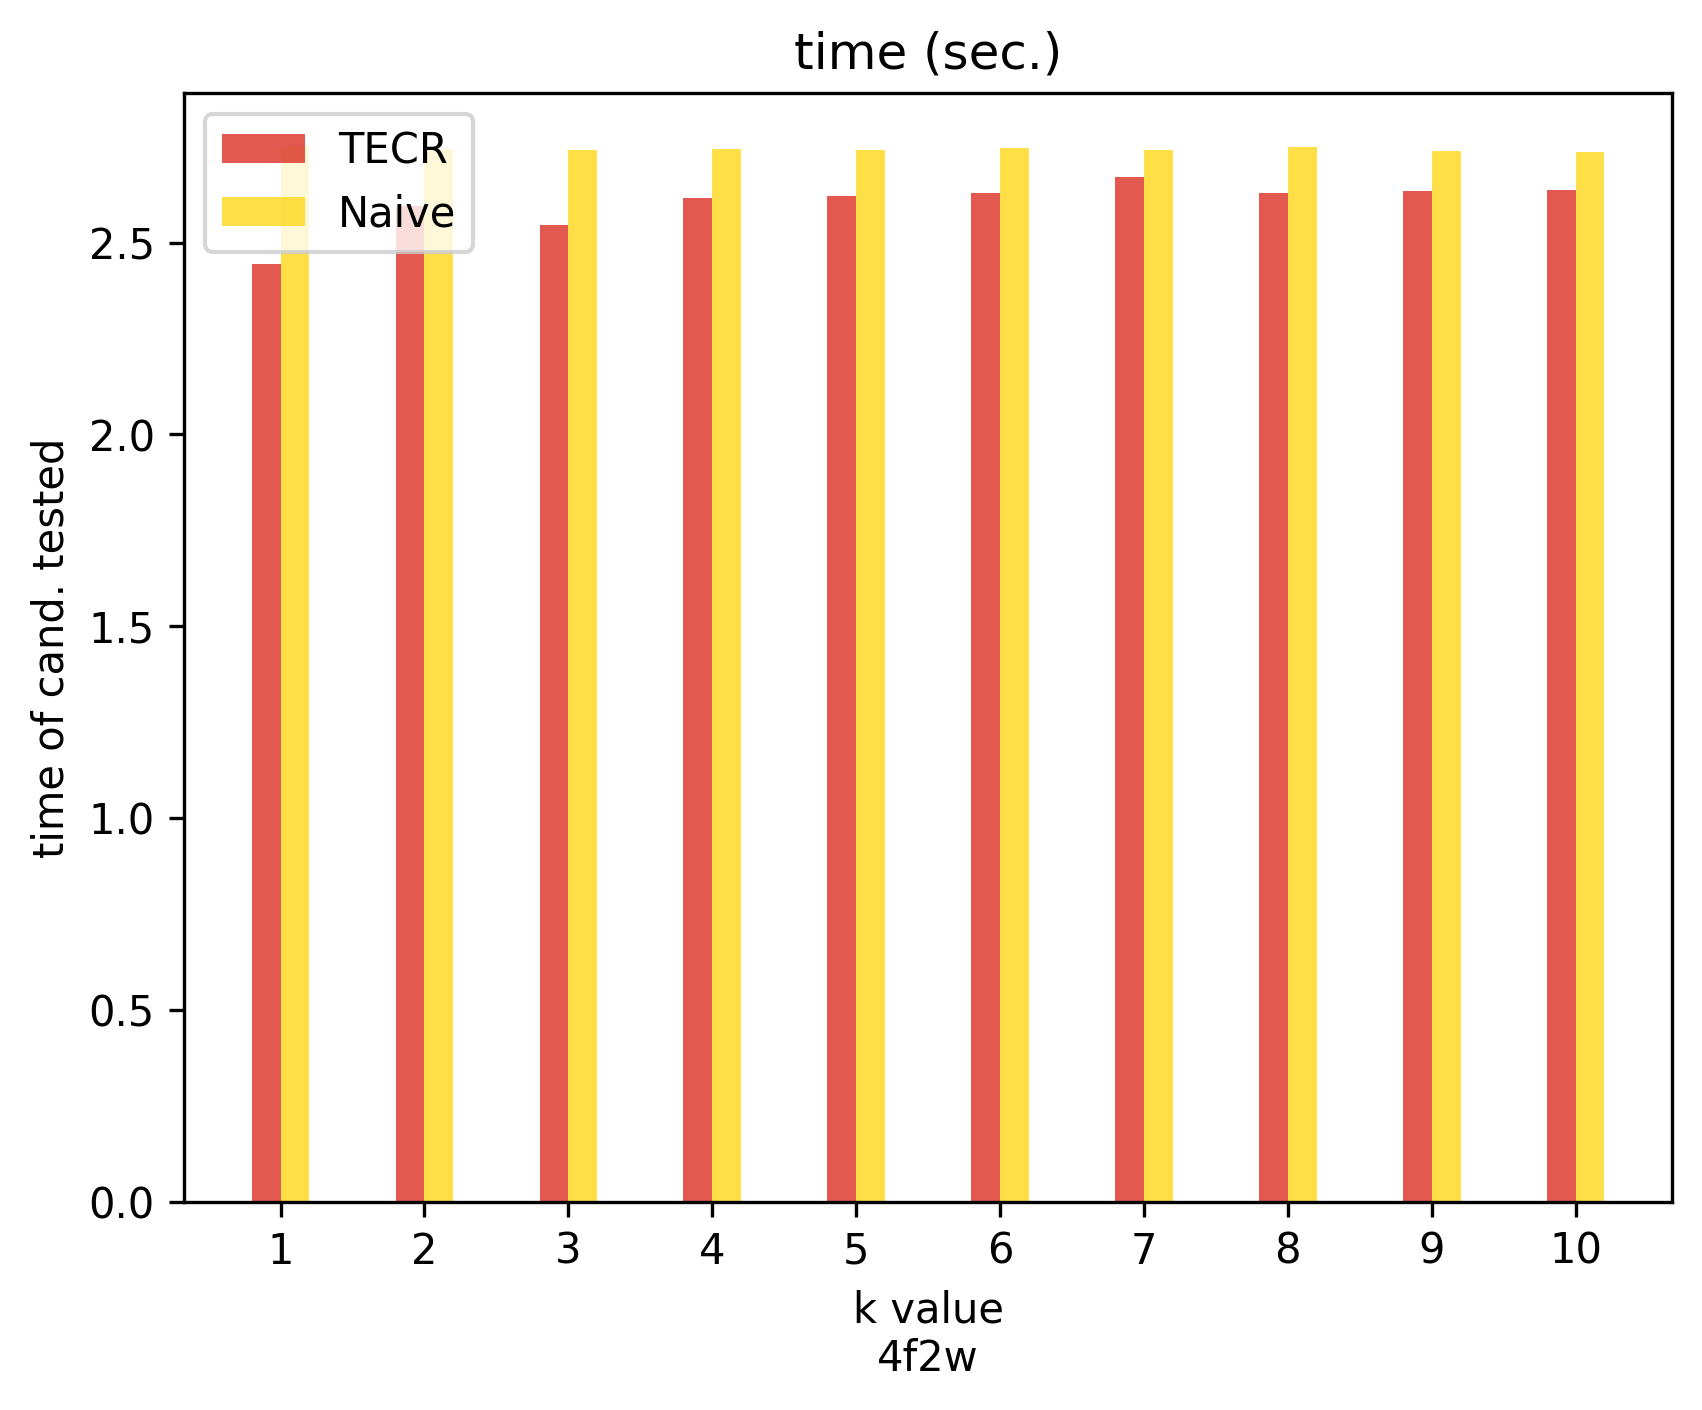 time (sec.)
TECR
Naive
time of cand. tested
2.5
2.0
1.5
1.0
0.5
0.0
1 2 3 4 5 6 7 8 9 10
k value
4f2w